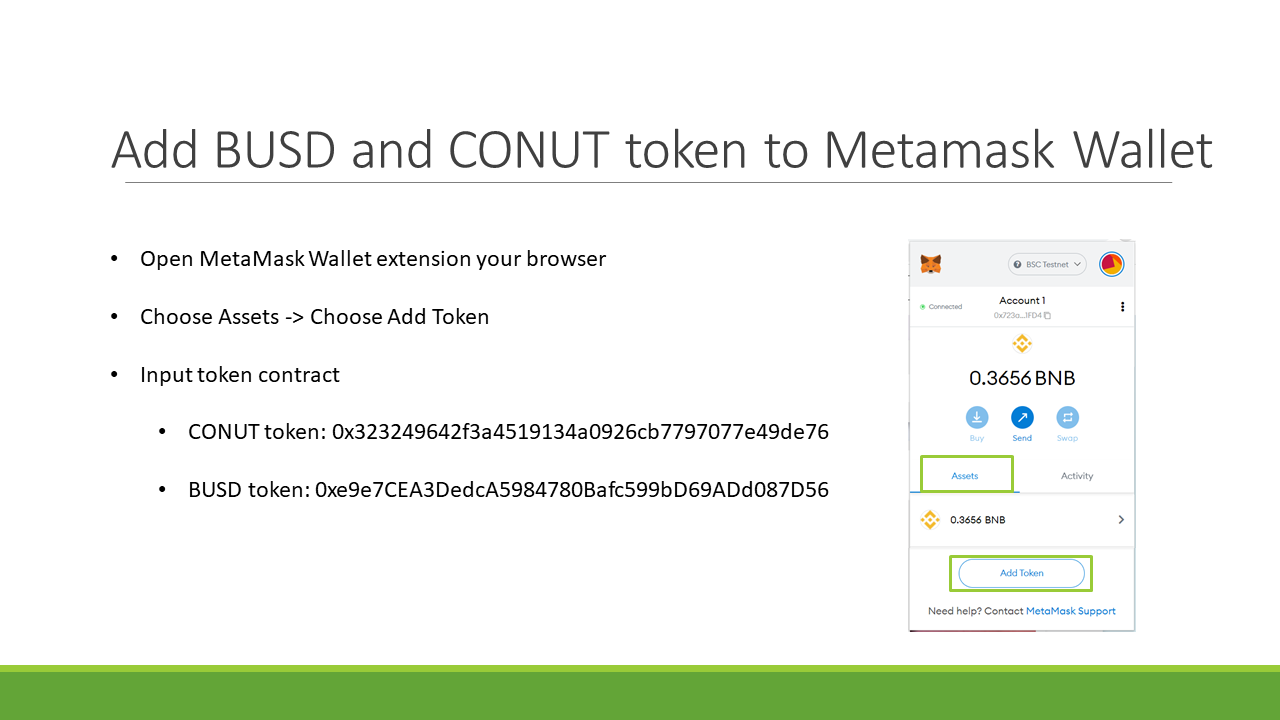 Add BUSD and CONUT token to Metamask Wallet
• Open MetaMask Wallet extension your browser
• Choose Assets -> Choose Add Token
• Input token contract
• CONUT token: 0x323249642f3a4519134a0926cb7797077e49de76
• BUSD token: 0xe9e7CEA3DedcA5984780Bafc599bD69ADd087D56
BSC Testnet
Connected
Account 1
0x723a...1FD4
0.3656 BNB
Buy Send Swap
Assets Activity
0.3656 BNB
Add Token
Need help? Contact MetaMask Support